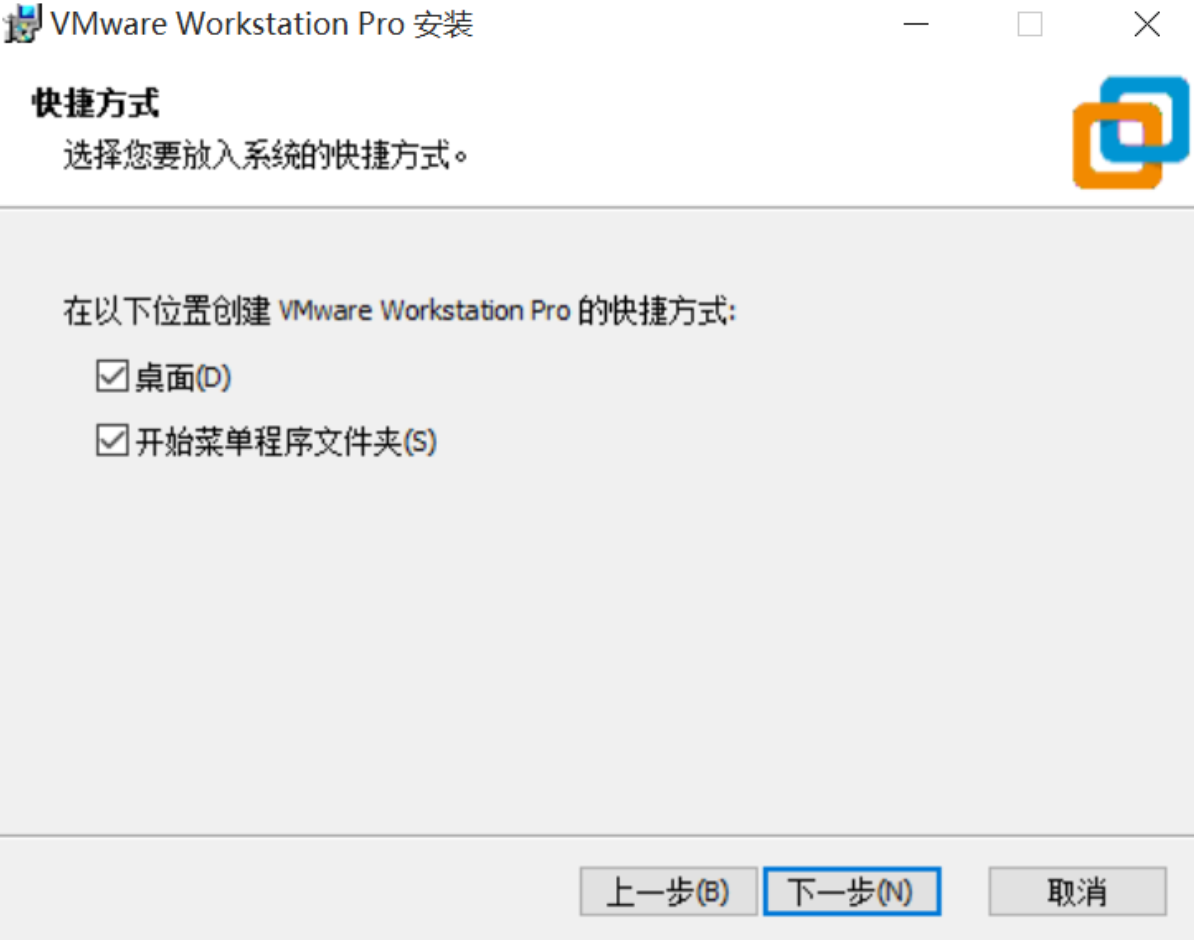 VMware Workstation Pro 安装
快捷方式
选择您要放入系统的快捷方式。
在以下位置创建 VMware Workstation Pro 的快捷方式:
桌面(D)
开始菜单程序文件夹(S)
上一步(B) 下一步(N) 取消